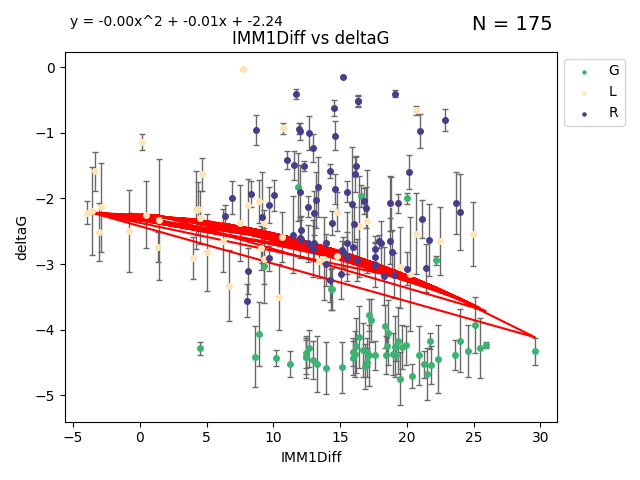 y = -0.00x^2 + -0.01x + -2.24
N = 175
IMM1Diff vs deltaG
G
L
R
deltaG
0
−1
−2
−3
−4
−5
−5 0 5 10 15 20 25 30
IMM1Diff